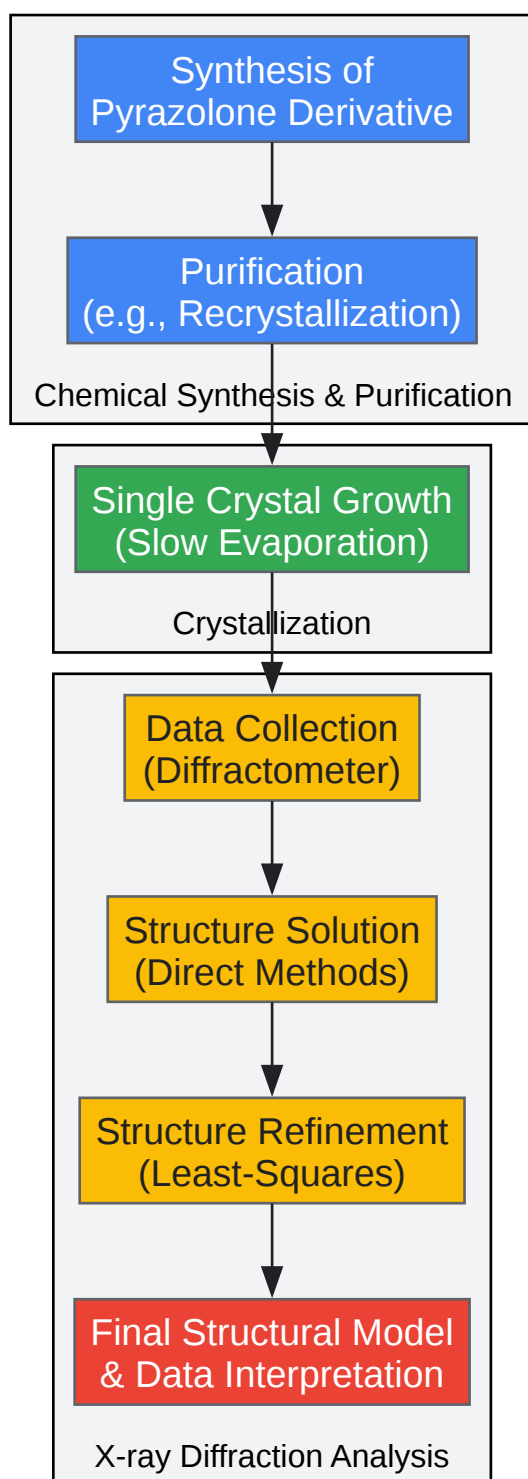 Synthesis of
Pyrazolone Derivative
Purification
(e.g., Recrystallization)
Chemical Synthesis & Purification
Single Crystal Growth
(Slow Evaporation)
Crystallization
Data Collection
(Diffractometer)
Structure Solution
(Direct Methods)
Structure Refinement
(Least-Squares)
Final Structural Model
& Data Interpretation
X-ray Diffraction Analysis